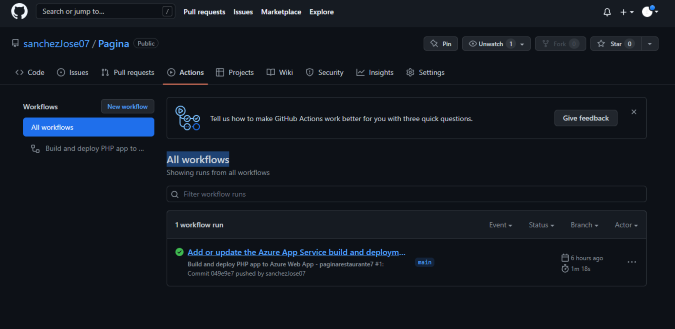 Search or jump to...
/
Pull requests
Issues
Marketplace
Explore
sanchezJose07 / Pagina
Public
Pin
Unwatch 1
Fork
Star 0
Code
Issues
Pull requests
Actions
Projects
Wiki
Security
Insights
Settings
Workflows
New workflow
All workflows
Build and deploy PHP app to ...
Tell us how to make GitHub Actions work better for you with three quick questions.
Give feedback
All workflows
Showing runs from all workflows
Filter workflow runs
1 workflow run
Event
Status
Branch
Actor
Add or update the Azure App Service build and deploym...
Build and deploy PHP app to Azure Web App - paginarestaurante7 #1:
Commit 049e9e7 pushed by sanchezJose07
main
6 hours ago
1m 18s